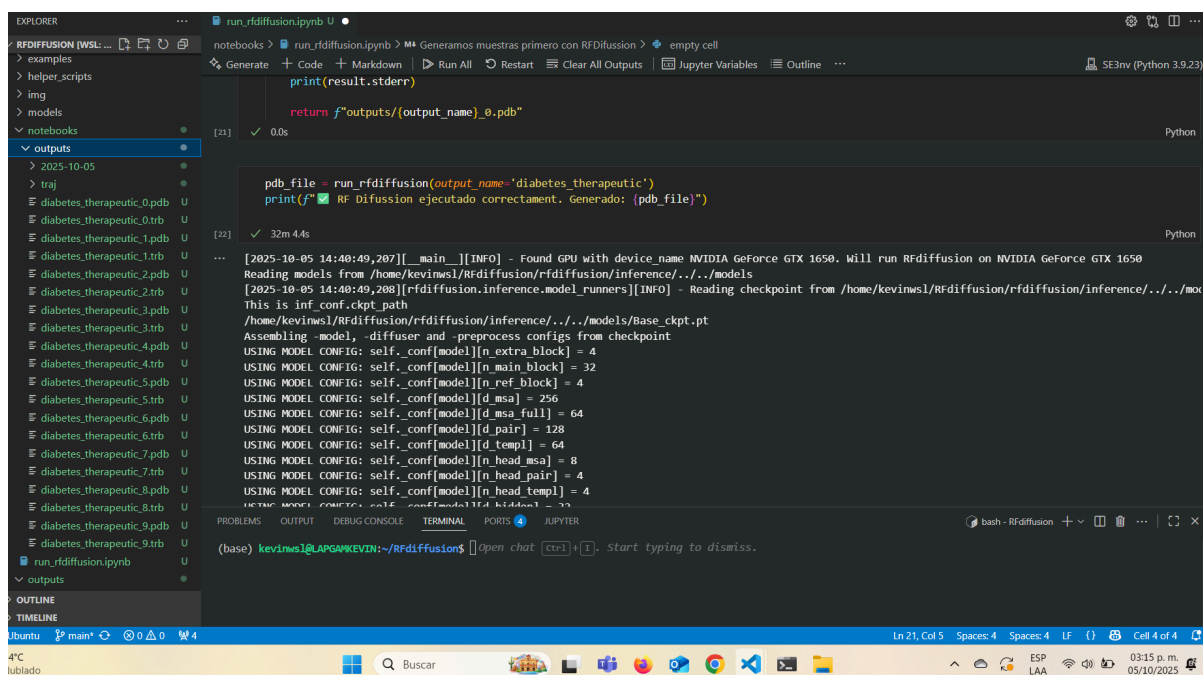 EXPLORER
RFDIFFUSION [WSL: ...
examples
helper_scripts
img
models
notebooks
outputs
2025-10-05
traj
diabetes_therapeutic_0.pdb U
diabetes_therapeutic_0.trb U
diabetes_therapeutic_1.pdb U
diabetes_therapeutic_1.trb U
diabetes_therapeutic_2.pdb U
diabetes_therapeutic_2.trb U
diabetes_therapeutic_3.pdb U
diabetes_therapeutic_3.trb U
diabetes_therapeutic_4.pdb U
diabetes_therapeutic_4.trb U
diabetes_therapeutic_5.pdb U
diabetes_therapeutic_5.trb U
diabetes_therapeutic_6.pdb U
diabetes_therapeutic_6.trb U
diabetes_therapeutic_7.pdb U
diabetes_therapeutic_7.trb U
diabetes_therapeutic_8.pdb U
diabetes_therapeutic_8.trb U
diabetes_therapeutic_9.pdb U
diabetes_therapeutic_9.trb U
run_rfdiffusion.ipynb U
outputs
OUTLINE
TIMELINE
run_rfdiffusion.ipynb U
notebooks > run_rfdiffusion.ipynb > M↓ Generamos muestras primero con RFDifussion > empty cell
Generate + Code + Markdown | Run All Restart Clear All Outputs | Jupyter Variables Outline ...
SE3nv (Python 3.9.23)
print(result.stderr)
return f"outputs/{output_name}_0.pdb"
[21] ✓ 0.0s Python
pdb_file = run_rfdiffusion(output_name='diabetes_therapeutic')
print(f"✅ RF Difussion ejecutado correctament. Generado: {pdb_file}")
[22] ✓ 32m 4.4s Python
... [2025-10-05 14:40:49,207][__main__][INFO] - Found GPU with device_name NVIDIA GeForce GTX 1650. Will run RFdiffusion on NVIDIA GeForce GTX 1650
Reading models from /home/kevinwsl/RFdiffusion/rfdiffusion/inference/../../models
[2025-10-05 14:40:49,208][rfdiffusion.inference.model_runners][INFO] - Reading checkpoint from /home/kevinwsl/RFdiffusion/rfdiffusion/inference/../../mod
This is inf_conf.ckpt_path
/home/kevinwsl/RFdiffusion/rfdiffusion/inference/../../models/Base_ckpt.pt
Assembling -model, -diffuser and -preprocess configs from checkpoint
USING MODEL CONFIG: self._conf[model][n_extra_block] = 4
USING MODEL CONFIG: self._conf[model][n_main_block] = 32
USING MODEL CONFIG: self._conf[model][n_ref_block] = 4
USING MODEL CONFIG: self._conf[model][d_msa] = 256
USING MODEL CONFIG: self._conf[model][d_msa_full] = 64
USING MODEL CONFIG: self._conf[model][d_pair] = 128
USING MODEL CONFIG: self._conf[model][d_templ] = 64
USING MODEL CONFIG: self._conf[model][n_head_msa] = 8
USING MODEL CONFIG: self._conf[model][n_head_pair] = 4
USING MODEL CONFIG: self._conf[model][n_head_templ] = 4
USING MODEL CONFIG: self._conf[model][d_hidden] = 32
PROBLEMS OUTPUT DEBUG CONSOLE TERMINAL PORTS 4 JUPYTER
bash - RFdiffusion
(base) kevinwsl@LAPGAMKEVIN:~/RFdiffusion$ Open chat Ctrl+I. Start typing to dismiss.
Ubuntu main* 0 0 4
Ln 21, Col 5 Spaces: 4 Spaces: 4 LF {} Cell 4 of 4
4°C
ublado
Buscar
ESP
LAA
03:15 p. m.
05/10/2025